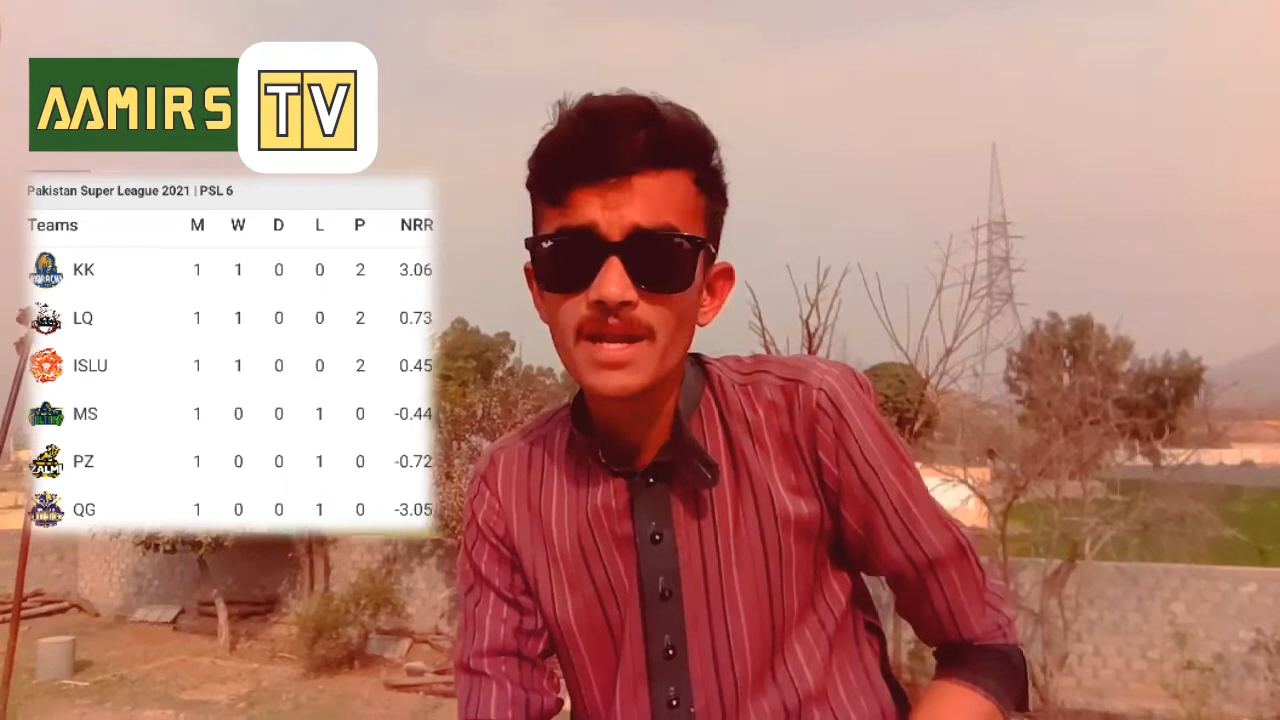 AAMIRS TV
Pakistan Super League 2021 | PSL 6
Teams M W D L P NRR
KK 1 1 0 0 2 3.06
LQ 1 1 0 0 2 0.73
ISLU 1 1 0 0 2 0.45
MS 1 0 0 1 0 -0.44
ZALMI PZ 1 0 0 1 0 -0.72
QG 1 0 0 1 0 -3.05